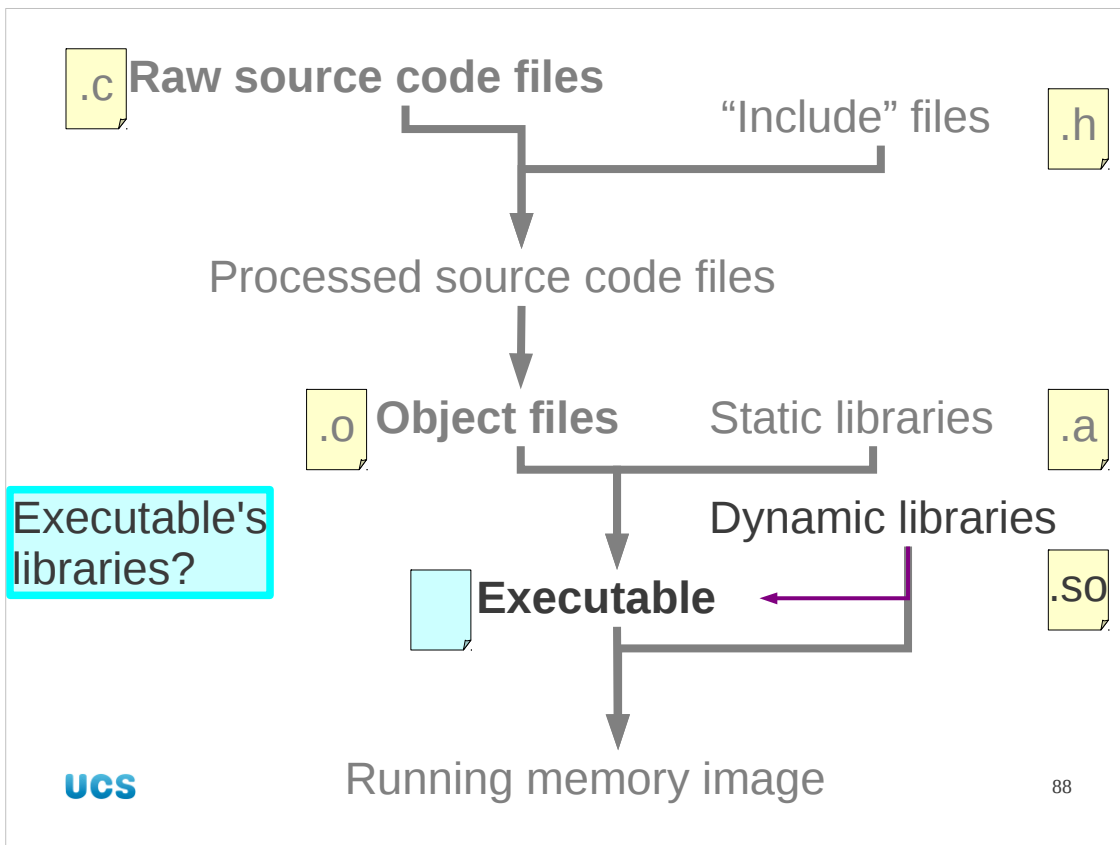 .c Raw source code files
“Include” files .h
Processed source code files
.o Object files Static libraries .a
Executable's
libraries?
Dynamic libraries
.so
Executable
Running memory image
UCS
88